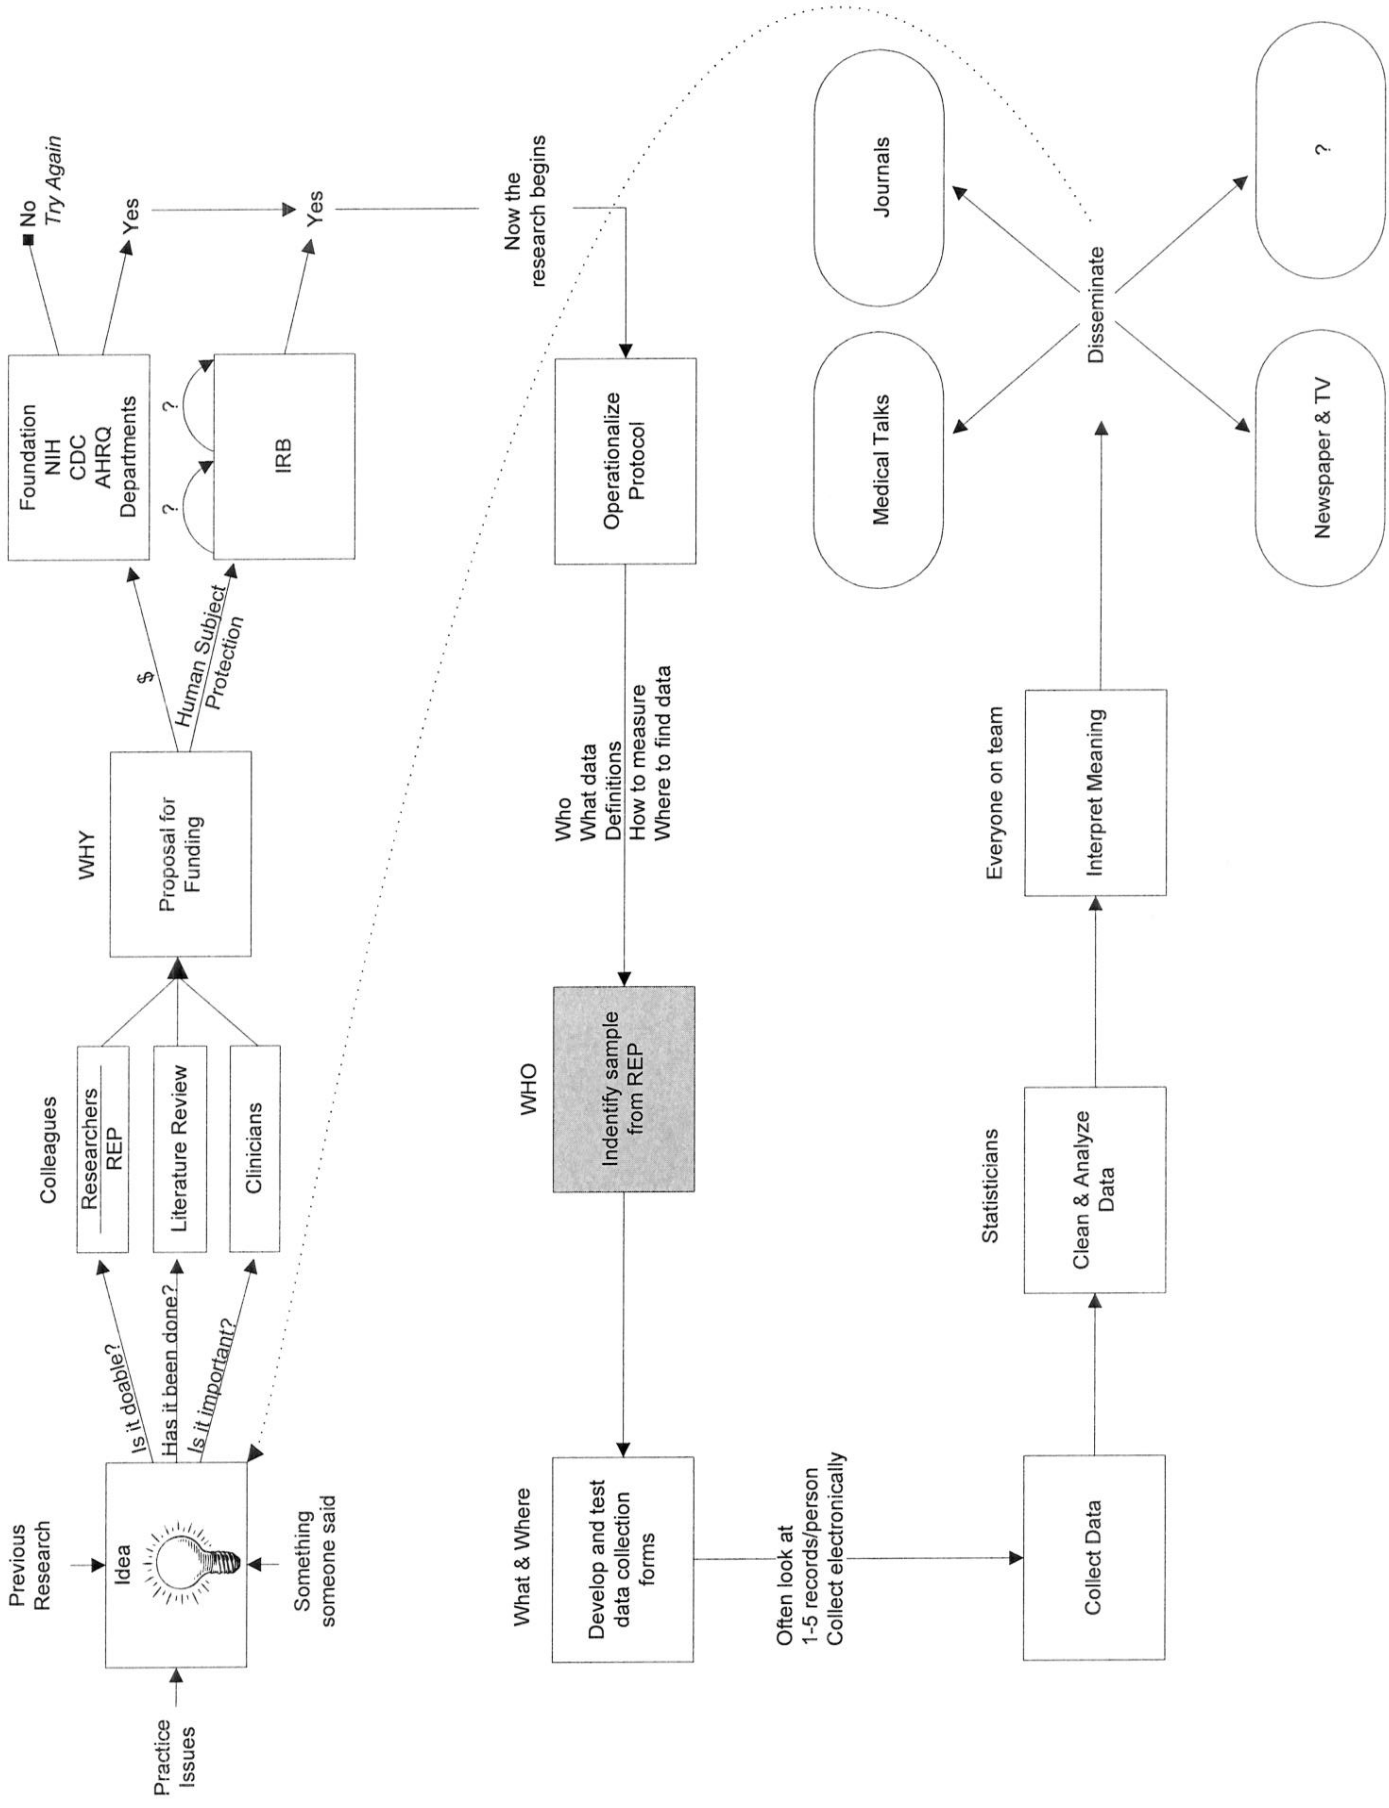 Previous
Research
Practice
Issues
Idea
Something
someone said
Is it doable?
Has it been done?
Is it important?
Colleagues
Researchers
REP
Literature Review
Clinicians
WHY
Proposal for
Funding
$
Human Subject
Protection
Foundation
NIH
CDC
AHRQ
Departments
No
Try Again
Yes
?
?
IRB
Yes
Now the
research begins
Operationalize
Protocol
Who
What data
Definitions
How to measure
Where to find data
WHO
Indentify sample
from REP
What & Where
Develop and test
data collection
forms
Often look at
1-5 records/person
Collect electronically
Collect Data
Statisticians
Clean & Analyze
Data
Everyone on team
Interpret Meaning
Disseminate
Medical Talks
Journals
Newspaper & TV
?